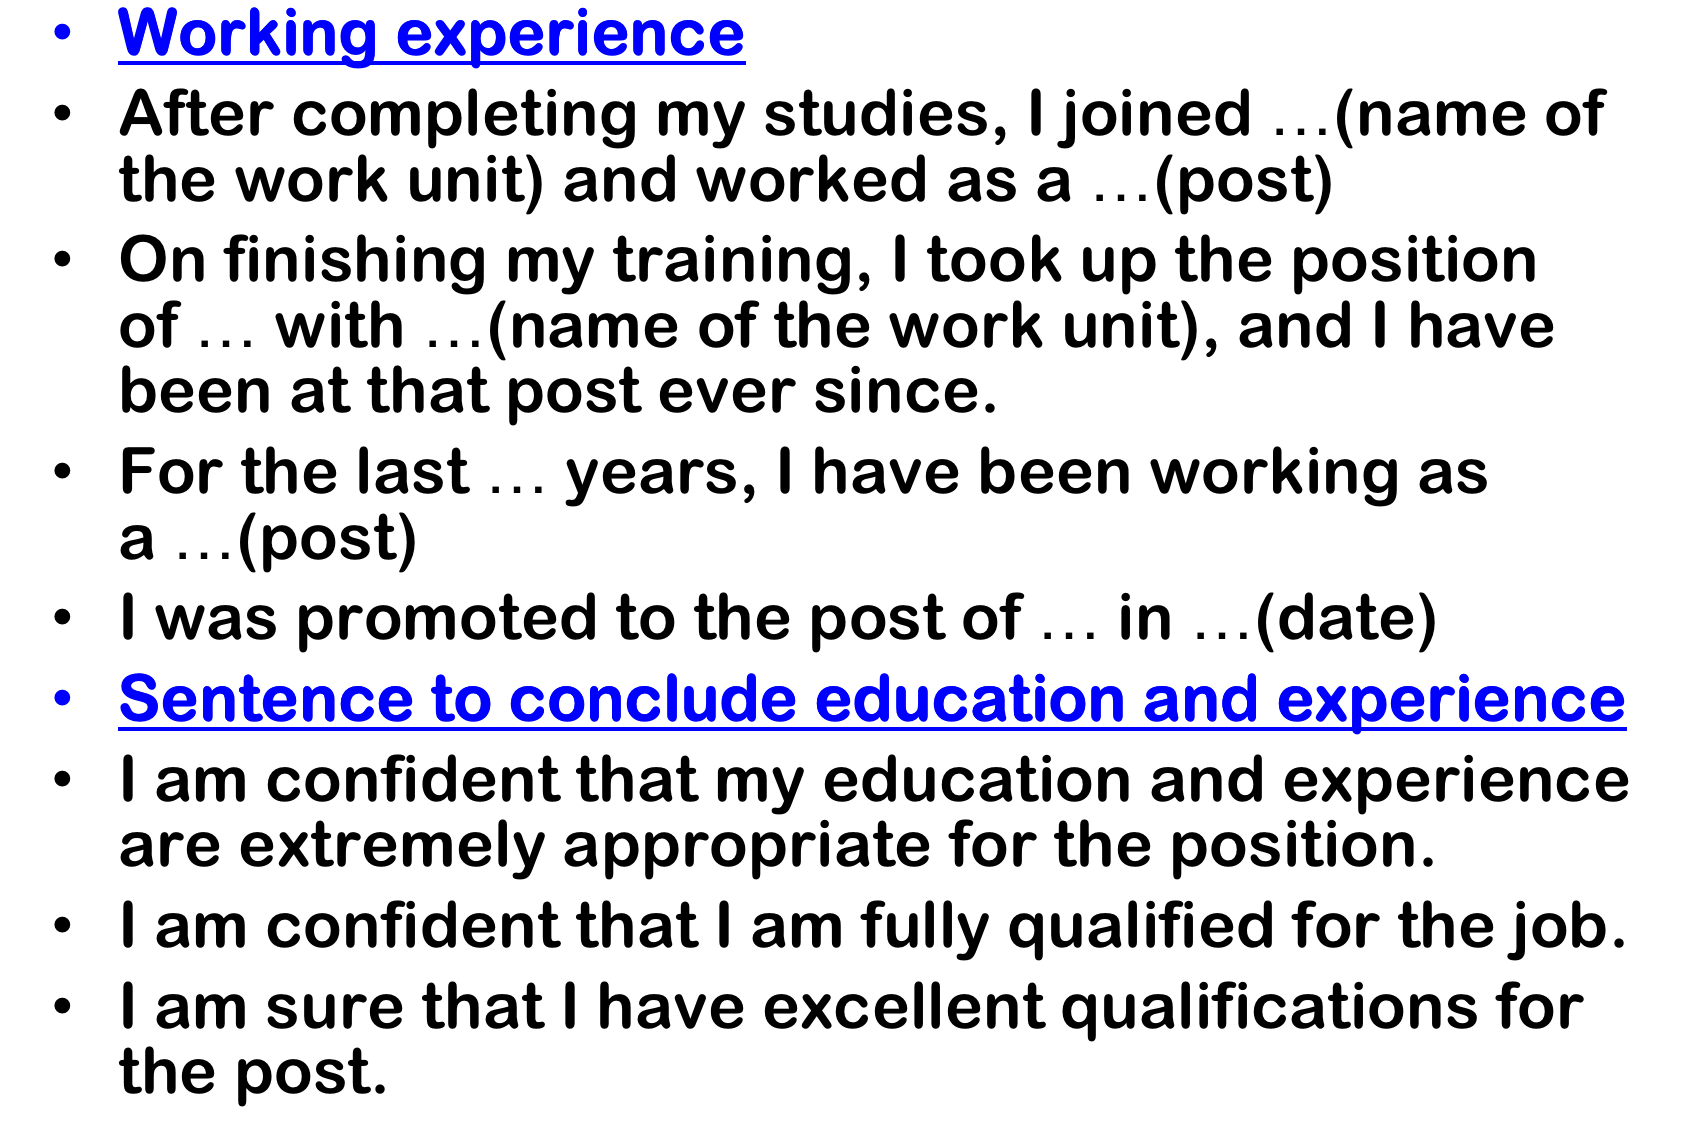 • Working experience
• After completing my studies, I joined …(name of
the work unit) and worked as a …(post)
• On finishing my training, I took up the position
of … with …(name of the work unit), and I have
been at that post ever since.
• For the last … years, I have been working as
a …(post)
• I was promoted to the post of … in …(date)
• Sentence to conclude education and experience
• I am confident that my education and experience
are extremely appropriate for the position.
• I am confident that I am fully qualified for the job.
• I am sure that I have excellent qualifications for
the post.